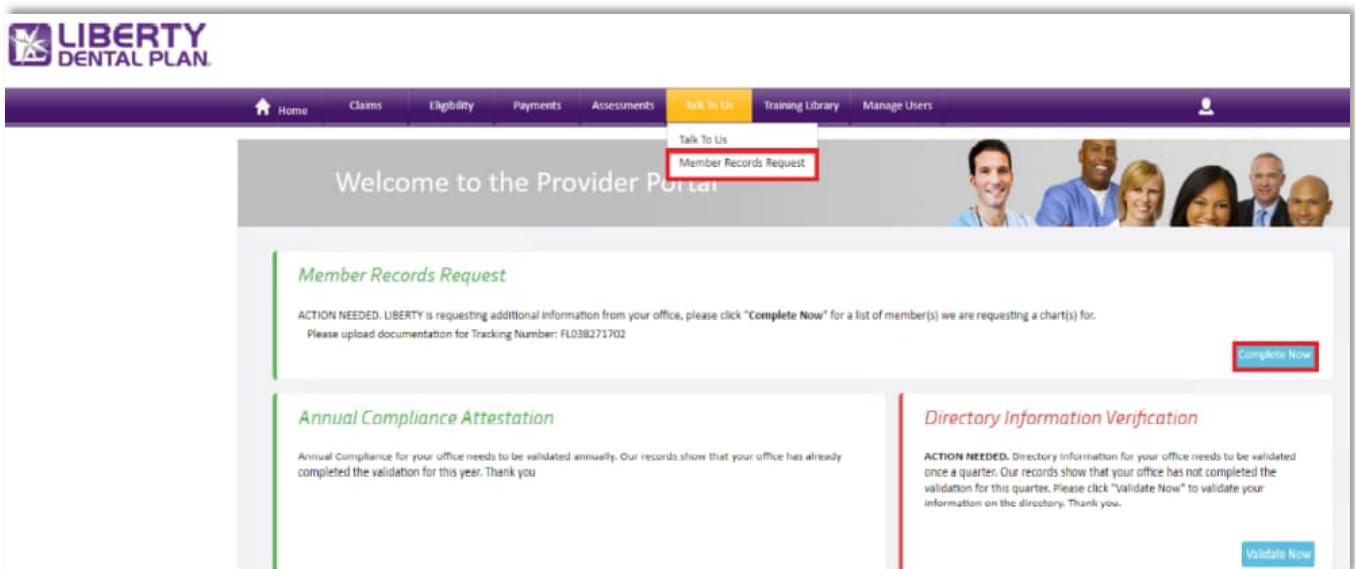 LIBERTY
DENTAL PLAN.
Home Claims Eligibility Payments Assessments Talk To Us Training Library Manage Users
Talk To Us
Member Records Request
Welcome to the Provider Portal
Member Records Request
ACTION NEEDED. LIBERTY is requesting additional information from your office, please click "Complete Now" for a list of member(s) we are requesting a chart(s) for.
Please upload documentation for Tracking Number: FL038271702
Complete Now
Annual Compliance Attestation
Annual Compliance for your office needs to be validated annually. Our records show that your office has already
completed the validation for this year. Thank you
Directory Information Verification
ACTION NEEDED. Directory Information for your office needs to be validated
once a quarter. Our records show that your office has not completed the
validation for this quarter. Please click "Validate Now" to validate your
information on the directory. Thank you.
Validate Now